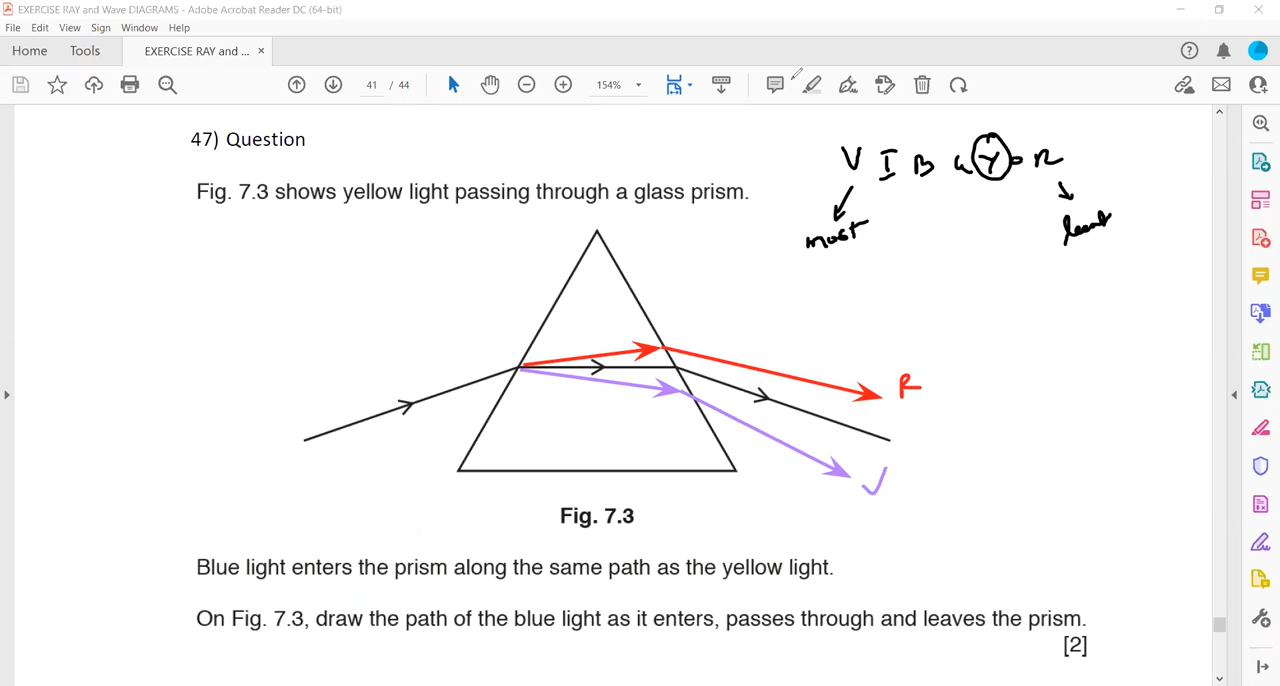 EXERCISE RAY and Wave DIAGRAMS - Adobe Acrobat Reader DC (64-bit)
File Edit View Sign Window Help
Home Tools EXERCISE RAY and ... ×
41 / 44 154%
47) Question
V I B G Y O R
Fig. 7.3 shows yellow light passing through a glass prism.
most least
R
V
Fig. 7.3
Blue light enters the prism along the same path as the yellow light.
On Fig. 7.3, draw the path of the blue light as it enters, passes through and leaves the prism.
[2]